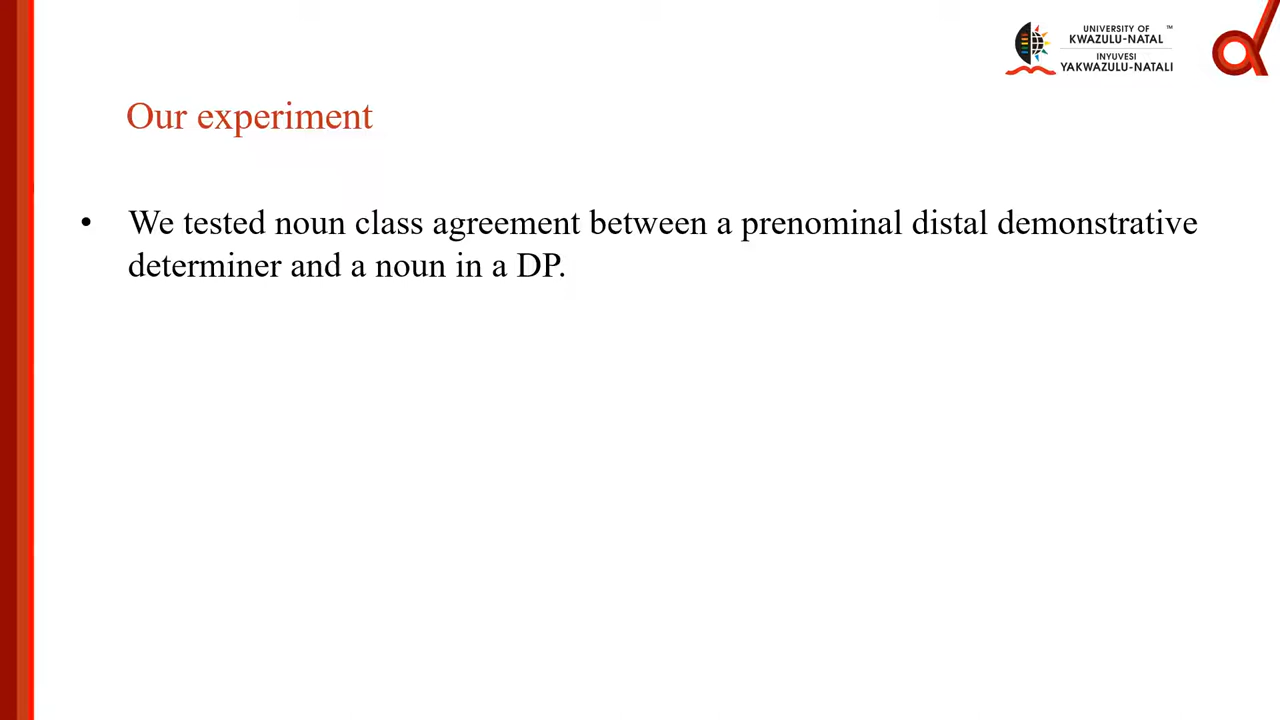 UNIVERSITY OF ™
KWAZULU-NATAL
INYUVESI
YAKWAZULU-NATALI
Our experiment
• We tested noun class agreement between a prenominal distal demonstrative
determiner and a noun in a DP.